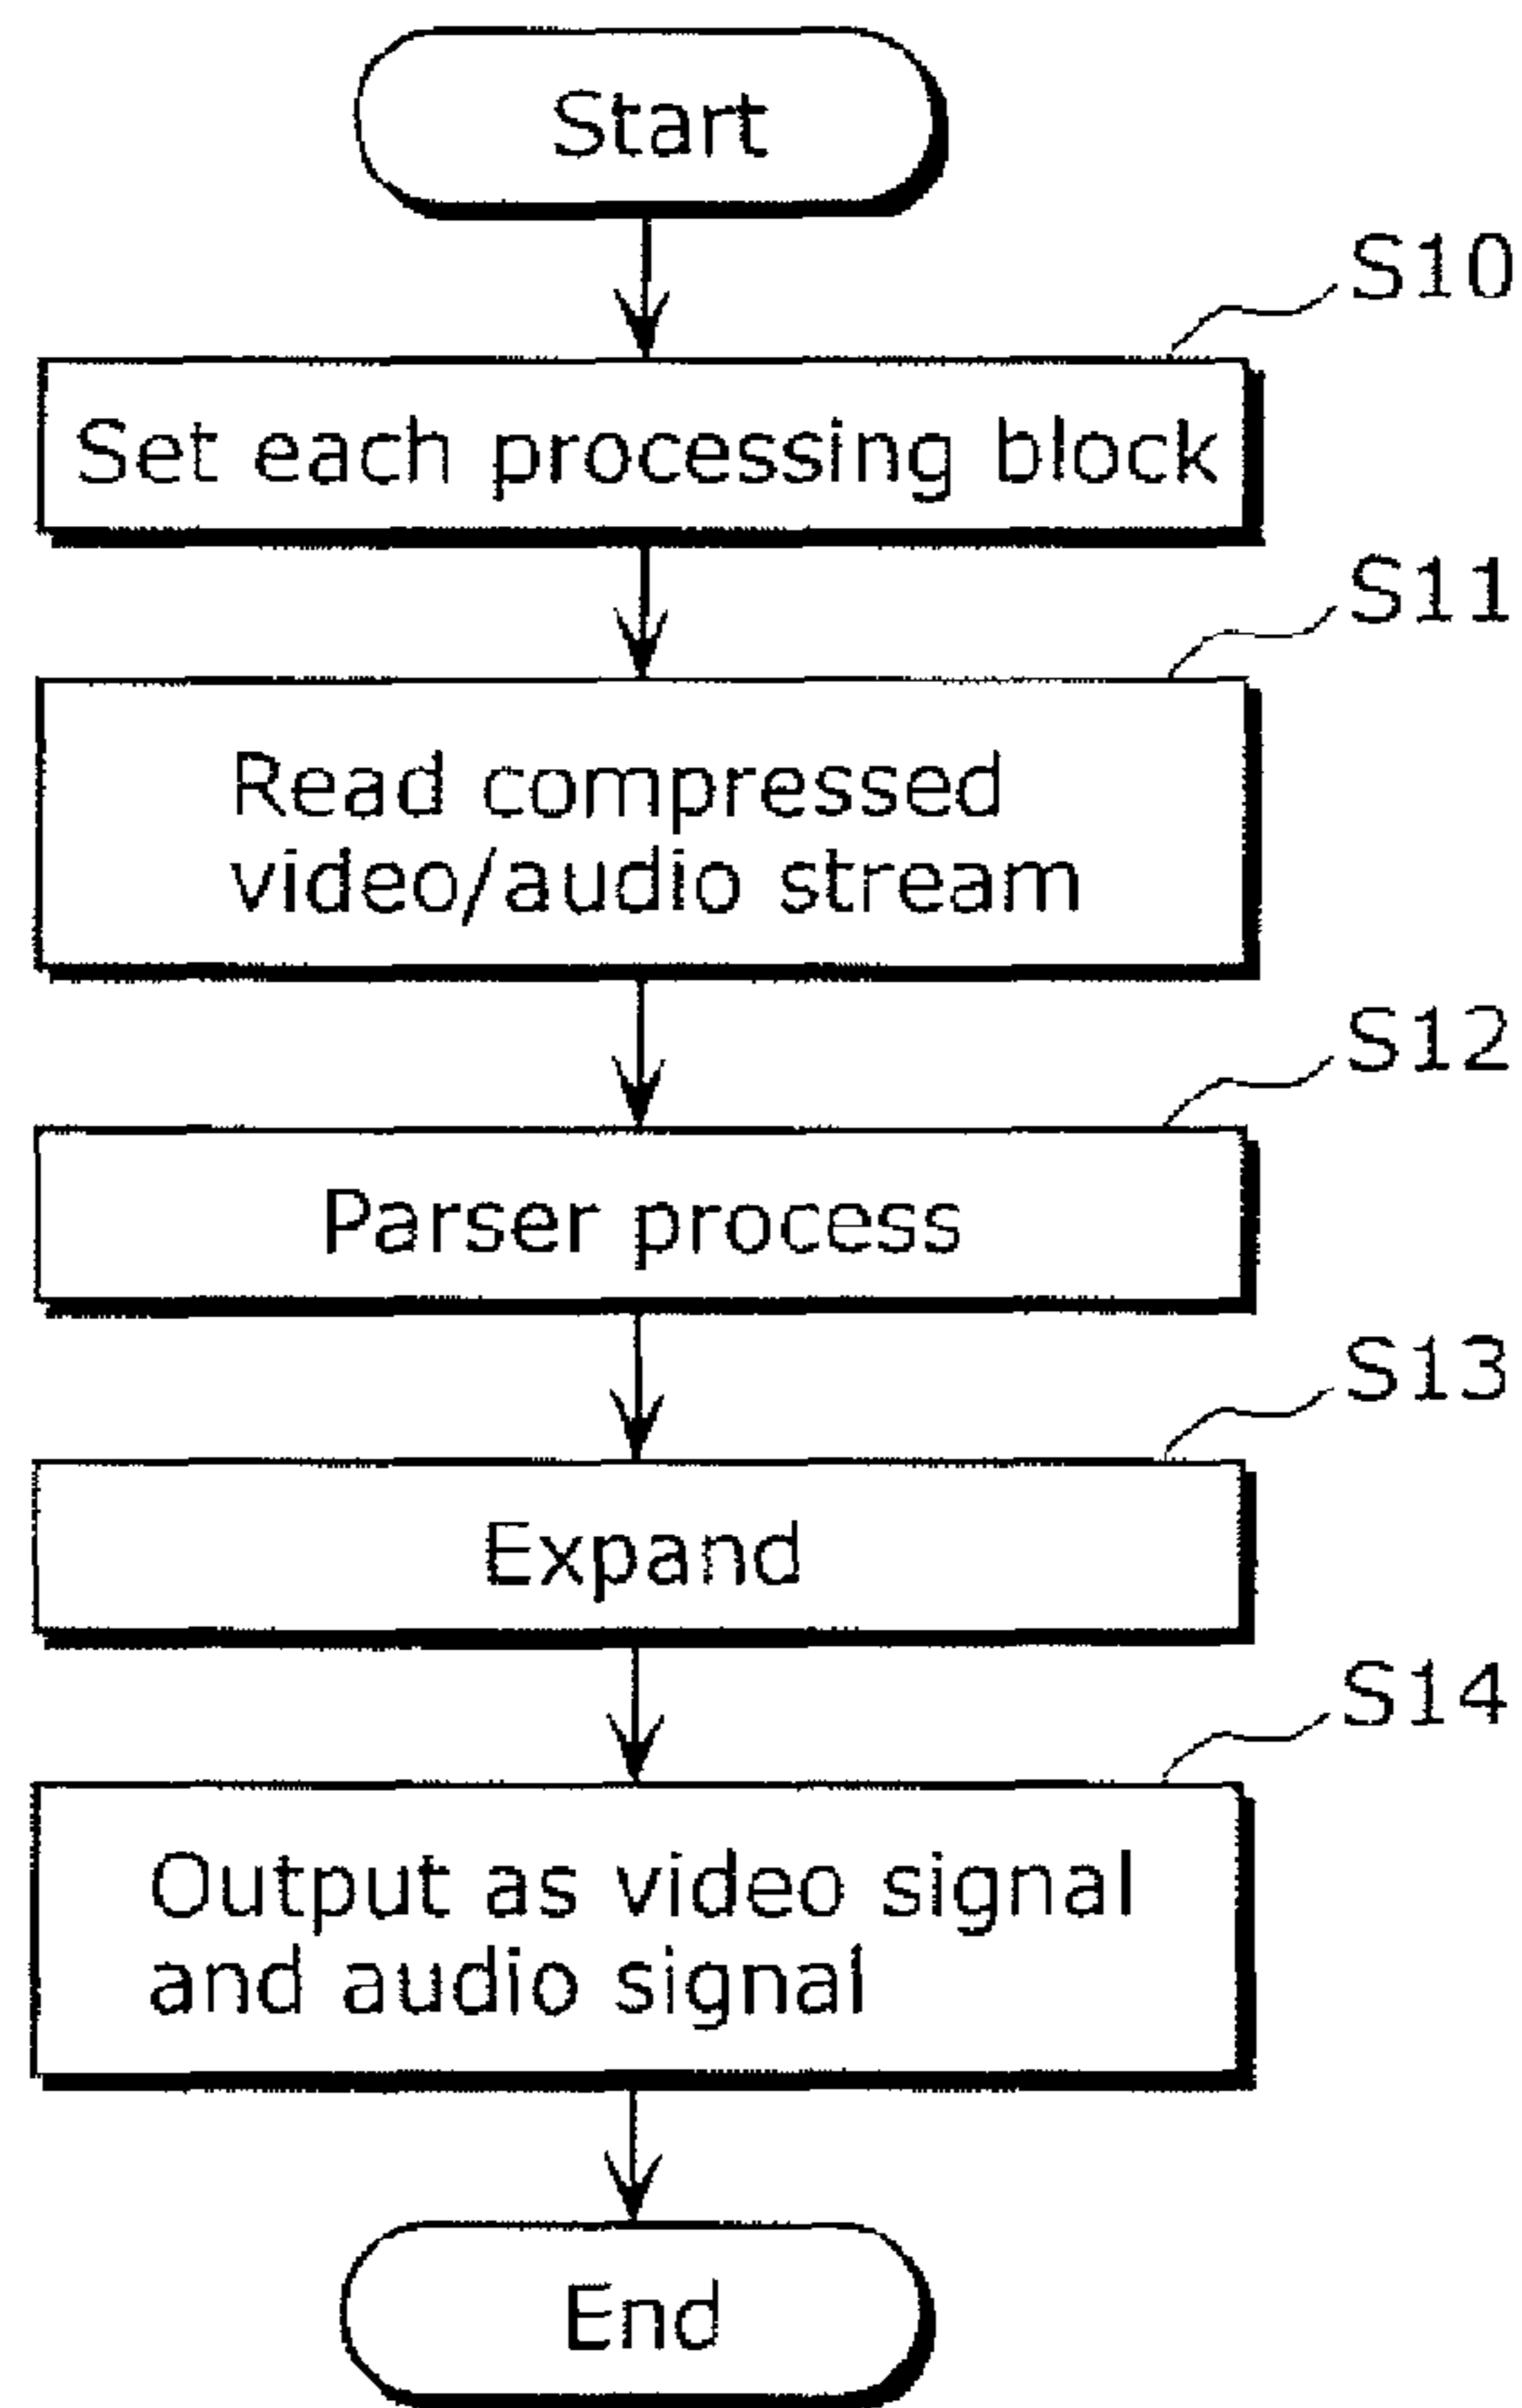 Start
S10
Set each processing block
S11
Read compressed
video/audio stream
S12
Parser process
S13
Expand
S14
Output as video signal
and audio signal
End